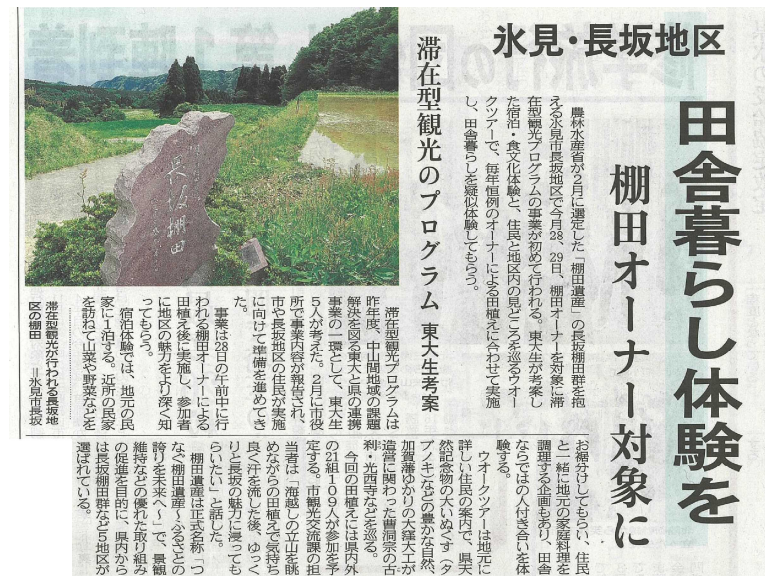 氷見・長坂地区
田舎暮らし体験を
棚田オーナー対象に
滞在型観光のプログラム 東大生考案
農林水産省が2月に選定した「棚田遺産」の長坂棚田群を抱
える氷見市長坂地区で今月28、29日、棚田オーナーを対象に滞
在型観光プログラムの事業が初めて行われる。東大生が考案し
た宿泊・食文化体験と、住民と地区内の見どころを巡るウオー
クツアーで、毎年恒例のオーナーによる田植えに合わせて実施
し、田舎暮らしを疑似体験してもらう。
長坂棚田
滞在型観光が行われる長坂地
区の棚田 =氷見市長坂
滞在型観光プログラムは
昨年度、中山間地域の課題
解決を図る東大と県の連携
事業の一環として、東大生
5人が考えた。2月に市役
所で事業内容が報告され、
市や長坂地区の住民が実施
に向けて準備を進めてき
た。
事業は28日の午前中に行
われる棚田オーナーによる
田植え後に実施し、参加者
に地区の魅力をより深く知
ってもらう。
宿泊体験では、地元の民
家に1泊する。近所の民家
を訪ねて山菜や野菜などを
お裾分けしてもらい、住民
と一緒に地元の家庭料理を
調理する企画もあり、田舎
ならではの人付き合いを体
験する。
ウオークツアーは地元に
詳しい住民の案内で、県天
然記念物の大いぬぐす(タ
ブノキ)などの豊かな自然、
加賀藩ゆかりの大窪大工が
造営に関わった曹洞宗の古
刹・光西寺などを巡る。
今回の田植えには県内外
の21組109人が参加を予
定する。市観光交流課の担
当者は「海越しの立山を眺
めながらの田植えで気持ち
良く汗を流した後、ゆっく
りと長坂の魅力に浸っても
らいたい」と話した。
棚田遺産は正式名称「つ
なぐ棚田遺産~ふるさとの
誇りを未来へ~」で、景観
維持などの優れた取り組み
の促進を目的に、県内から
は長坂棚田群など5地区が
選ばれている。